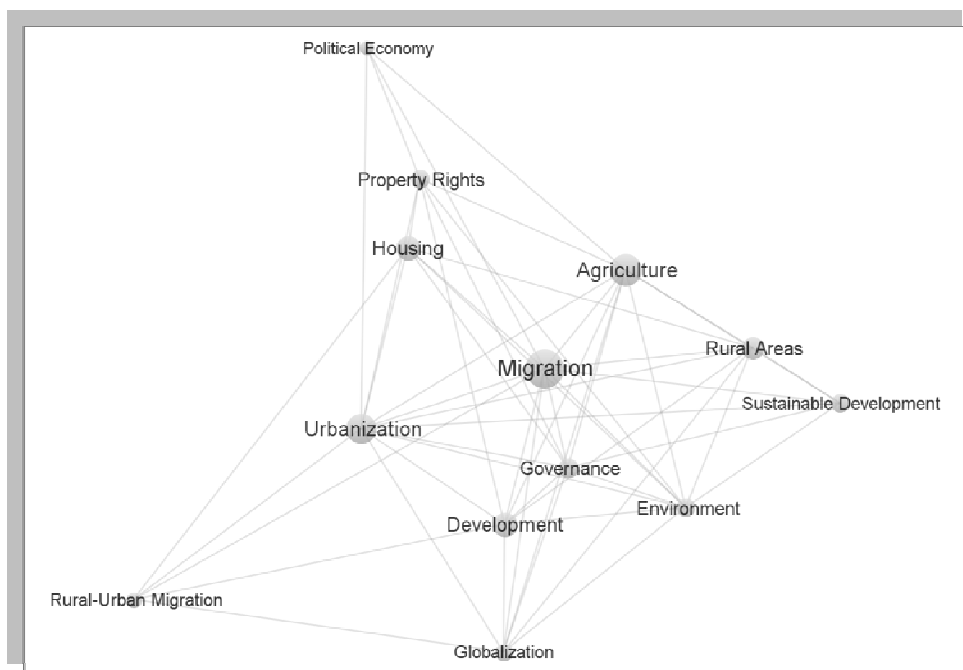 Political Economy
Property Rights
Housing
Agriculture
Rural Areas
Migration
Sustainable Development
Urbanization
Governance
Environment
Development
Rural-Urban Migration
Globalization